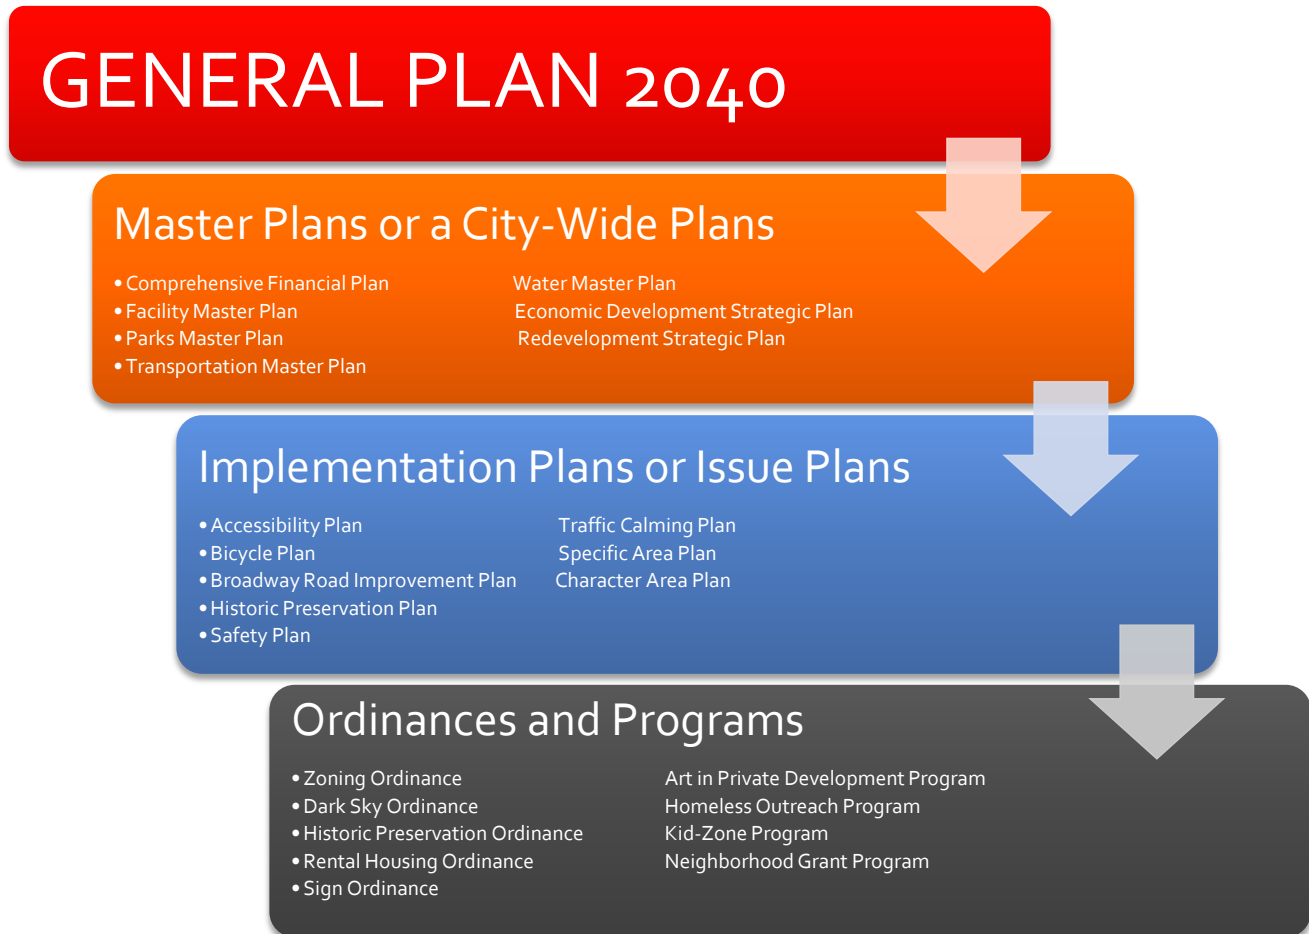 GENERAL PLAN 2040
Master Plans or a City-Wide Plans
• Comprehensive Financial Plan Water Master Plan
• Facility Master Plan Economic Development Strategic Plan
• Parks Master Plan Redevelopment Strategic Plan
• Transportation Master Plan
Implementation Plans or Issue Plans
• Accessibility Plan Traffic Calming Plan
• Bicycle Plan Specific Area Plan
• Broadway Road Improvement Plan Character Area Plan
• Historic Preservation Plan
• Safety Plan
Ordinances and Programs
• Zoning Ordinance Art in Private Development Program
• Dark Sky Ordinance Homeless Outreach Program
• Historic Preservation Ordinance Kid-Zone Program
• Rental Housing Ordinance Neighborhood Grant Program
• Sign Ordinance